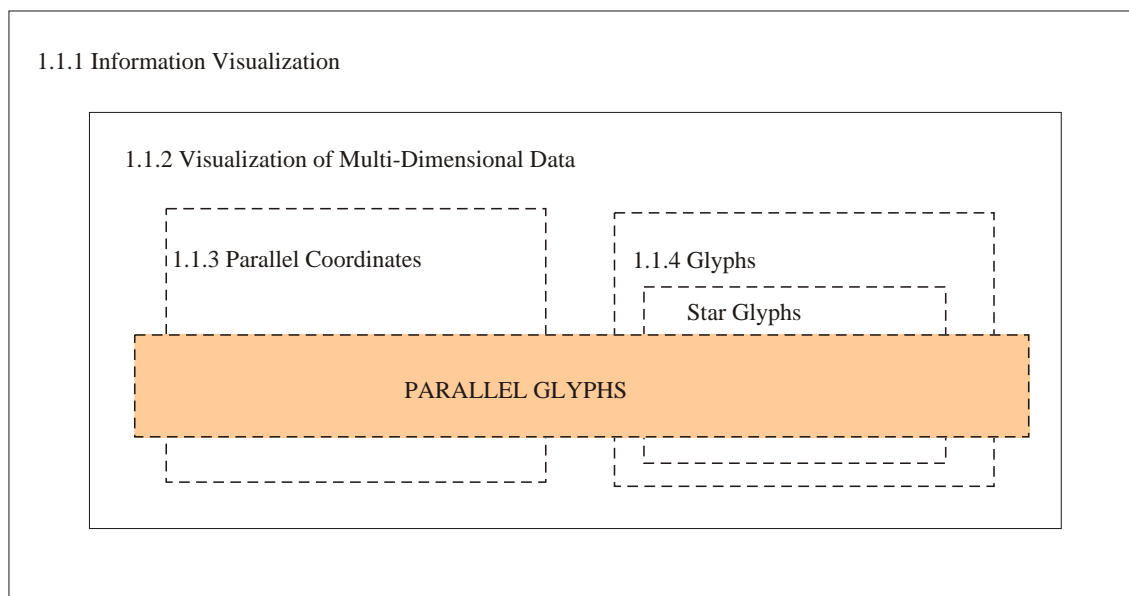 1.1.1 Information Visualization
1.1.2 Visualization of Multi-Dimensional Data
1.1.3 Parallel Coordinates
1.1.4 Glyphs
Star Glyphs
PARALLEL GLYPHS